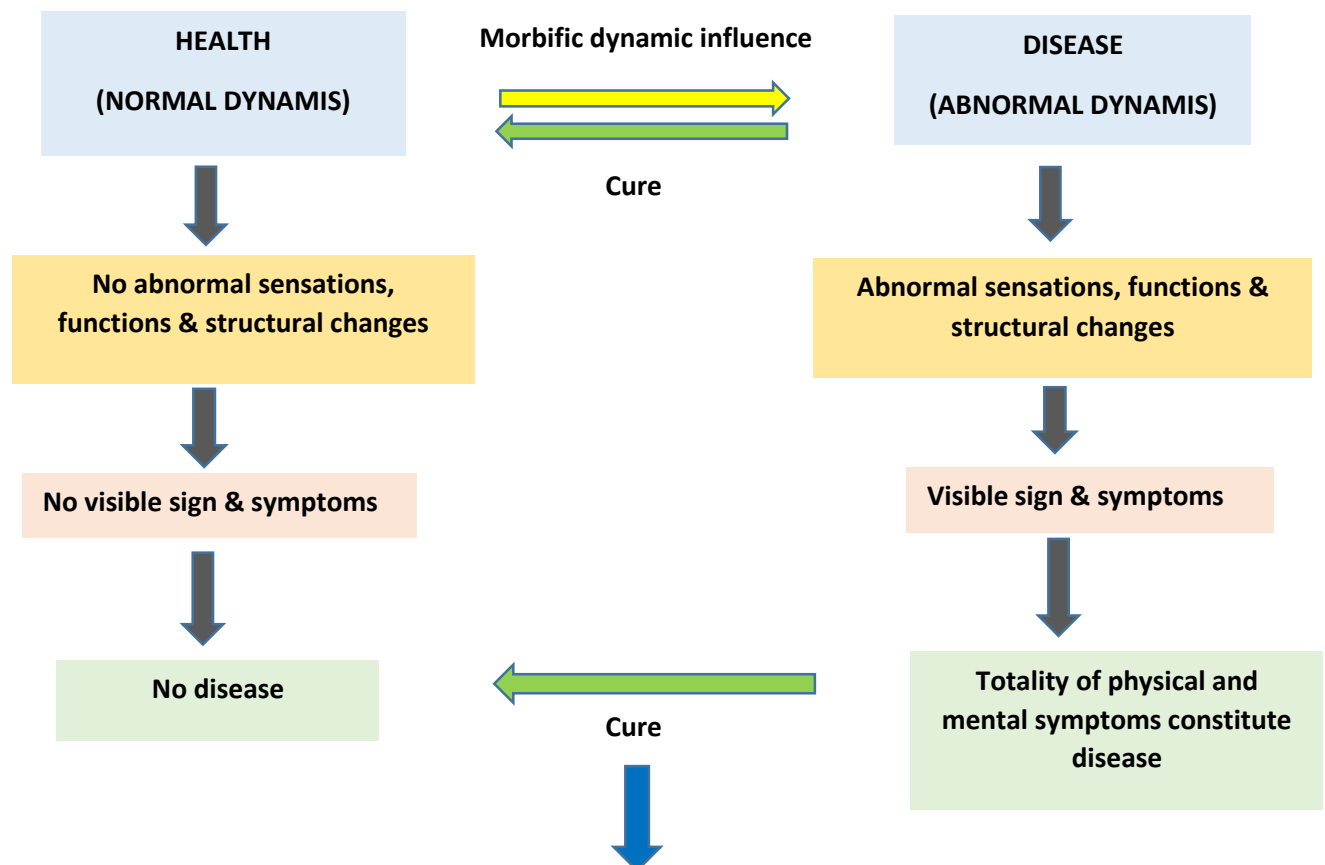 HEALTH
(NORMAL DYNAMIS)
Morbific dynamic influence
DISEASE
(ABNORMAL DYNAMIS)
Cure
No abnormal sensations,
functions & structural changes
Abnormal sensations, functions &
structural changes
No visible sign & symptoms
Visible sign & symptoms
No disease
Cure
Totality of physical and
mental symptoms constitute
disease